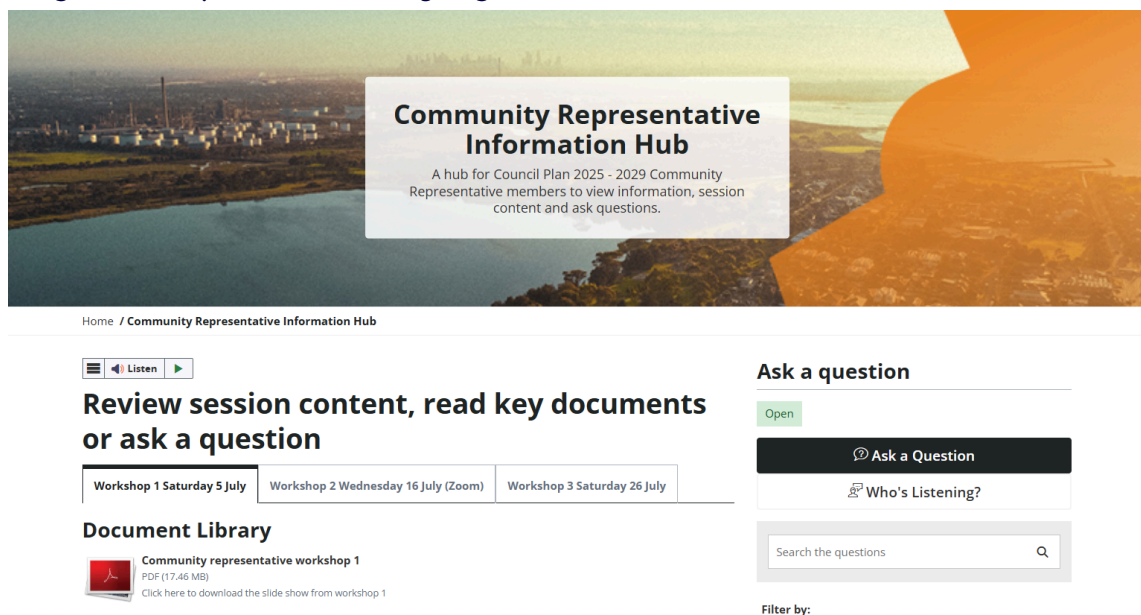 Community Representative
Information Hub
A hub for Council Plan 2025 - 2029 Community
Representative members to view information, session
content and ask questions.
Home / Community Representative Information Hub
Listen
Review session content, read key documents
or ask a question
Workshop 1 Saturday 5 July
Workshop 2 Wednesday 16 July (Zoom)
Workshop 3 Saturday 26 July
Document Library
Community representative workshop 1
PDF (17.46 MB)
Click here to download the slide show from workshop 1
Ask a question
Open
Ask a Question
Who's Listening?
Search the questions
Filter by: